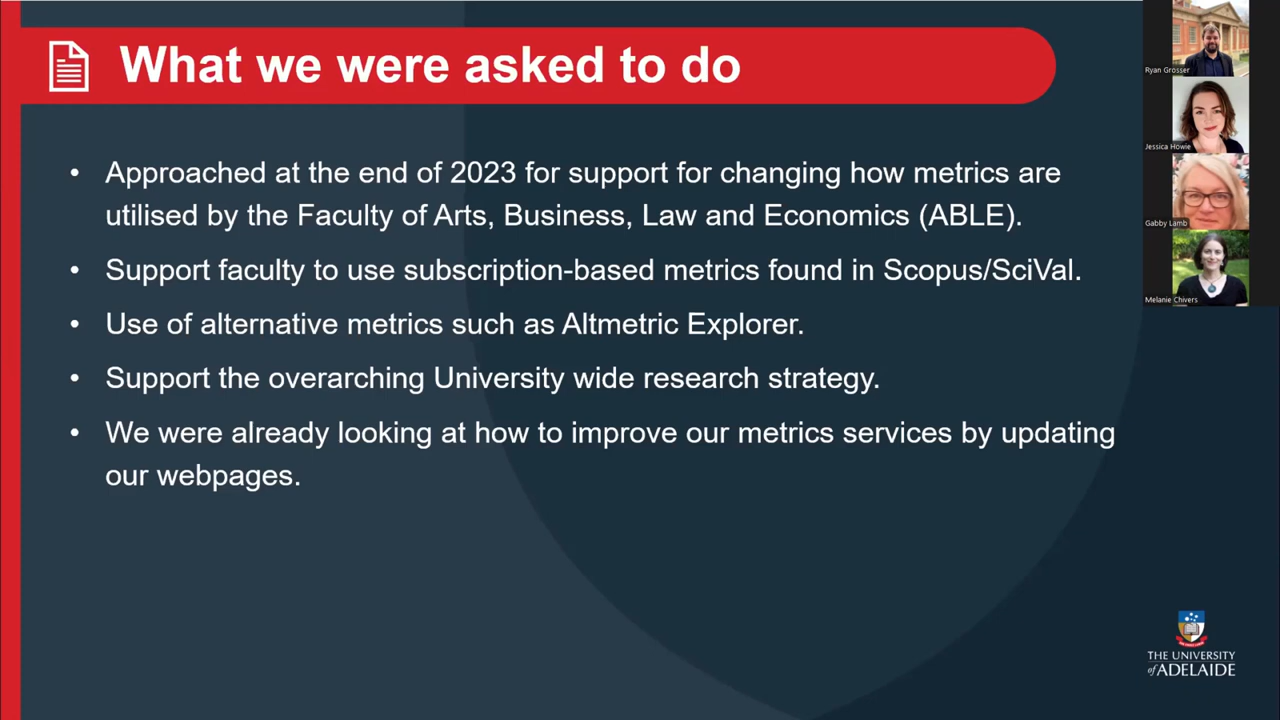 What we were asked to do
• Approached at the end of 2023 for support for changing how metrics are
utilised by the Faculty of Arts, Business, Law and Economics (ABLE).
• Support faculty to use subscription-based metrics found in Scopus/SciVal.
• Use of alternative metrics such as Altmetric Explorer.
• Support the overarching University wide research strategy.
• We were already looking at how to improve our metrics services by updating
our webpages.
Ryan Grosser
Jessica Howie
Gabby Lamb
Melanie Chivers
THE UNIVERSITY
of ADELAIDE